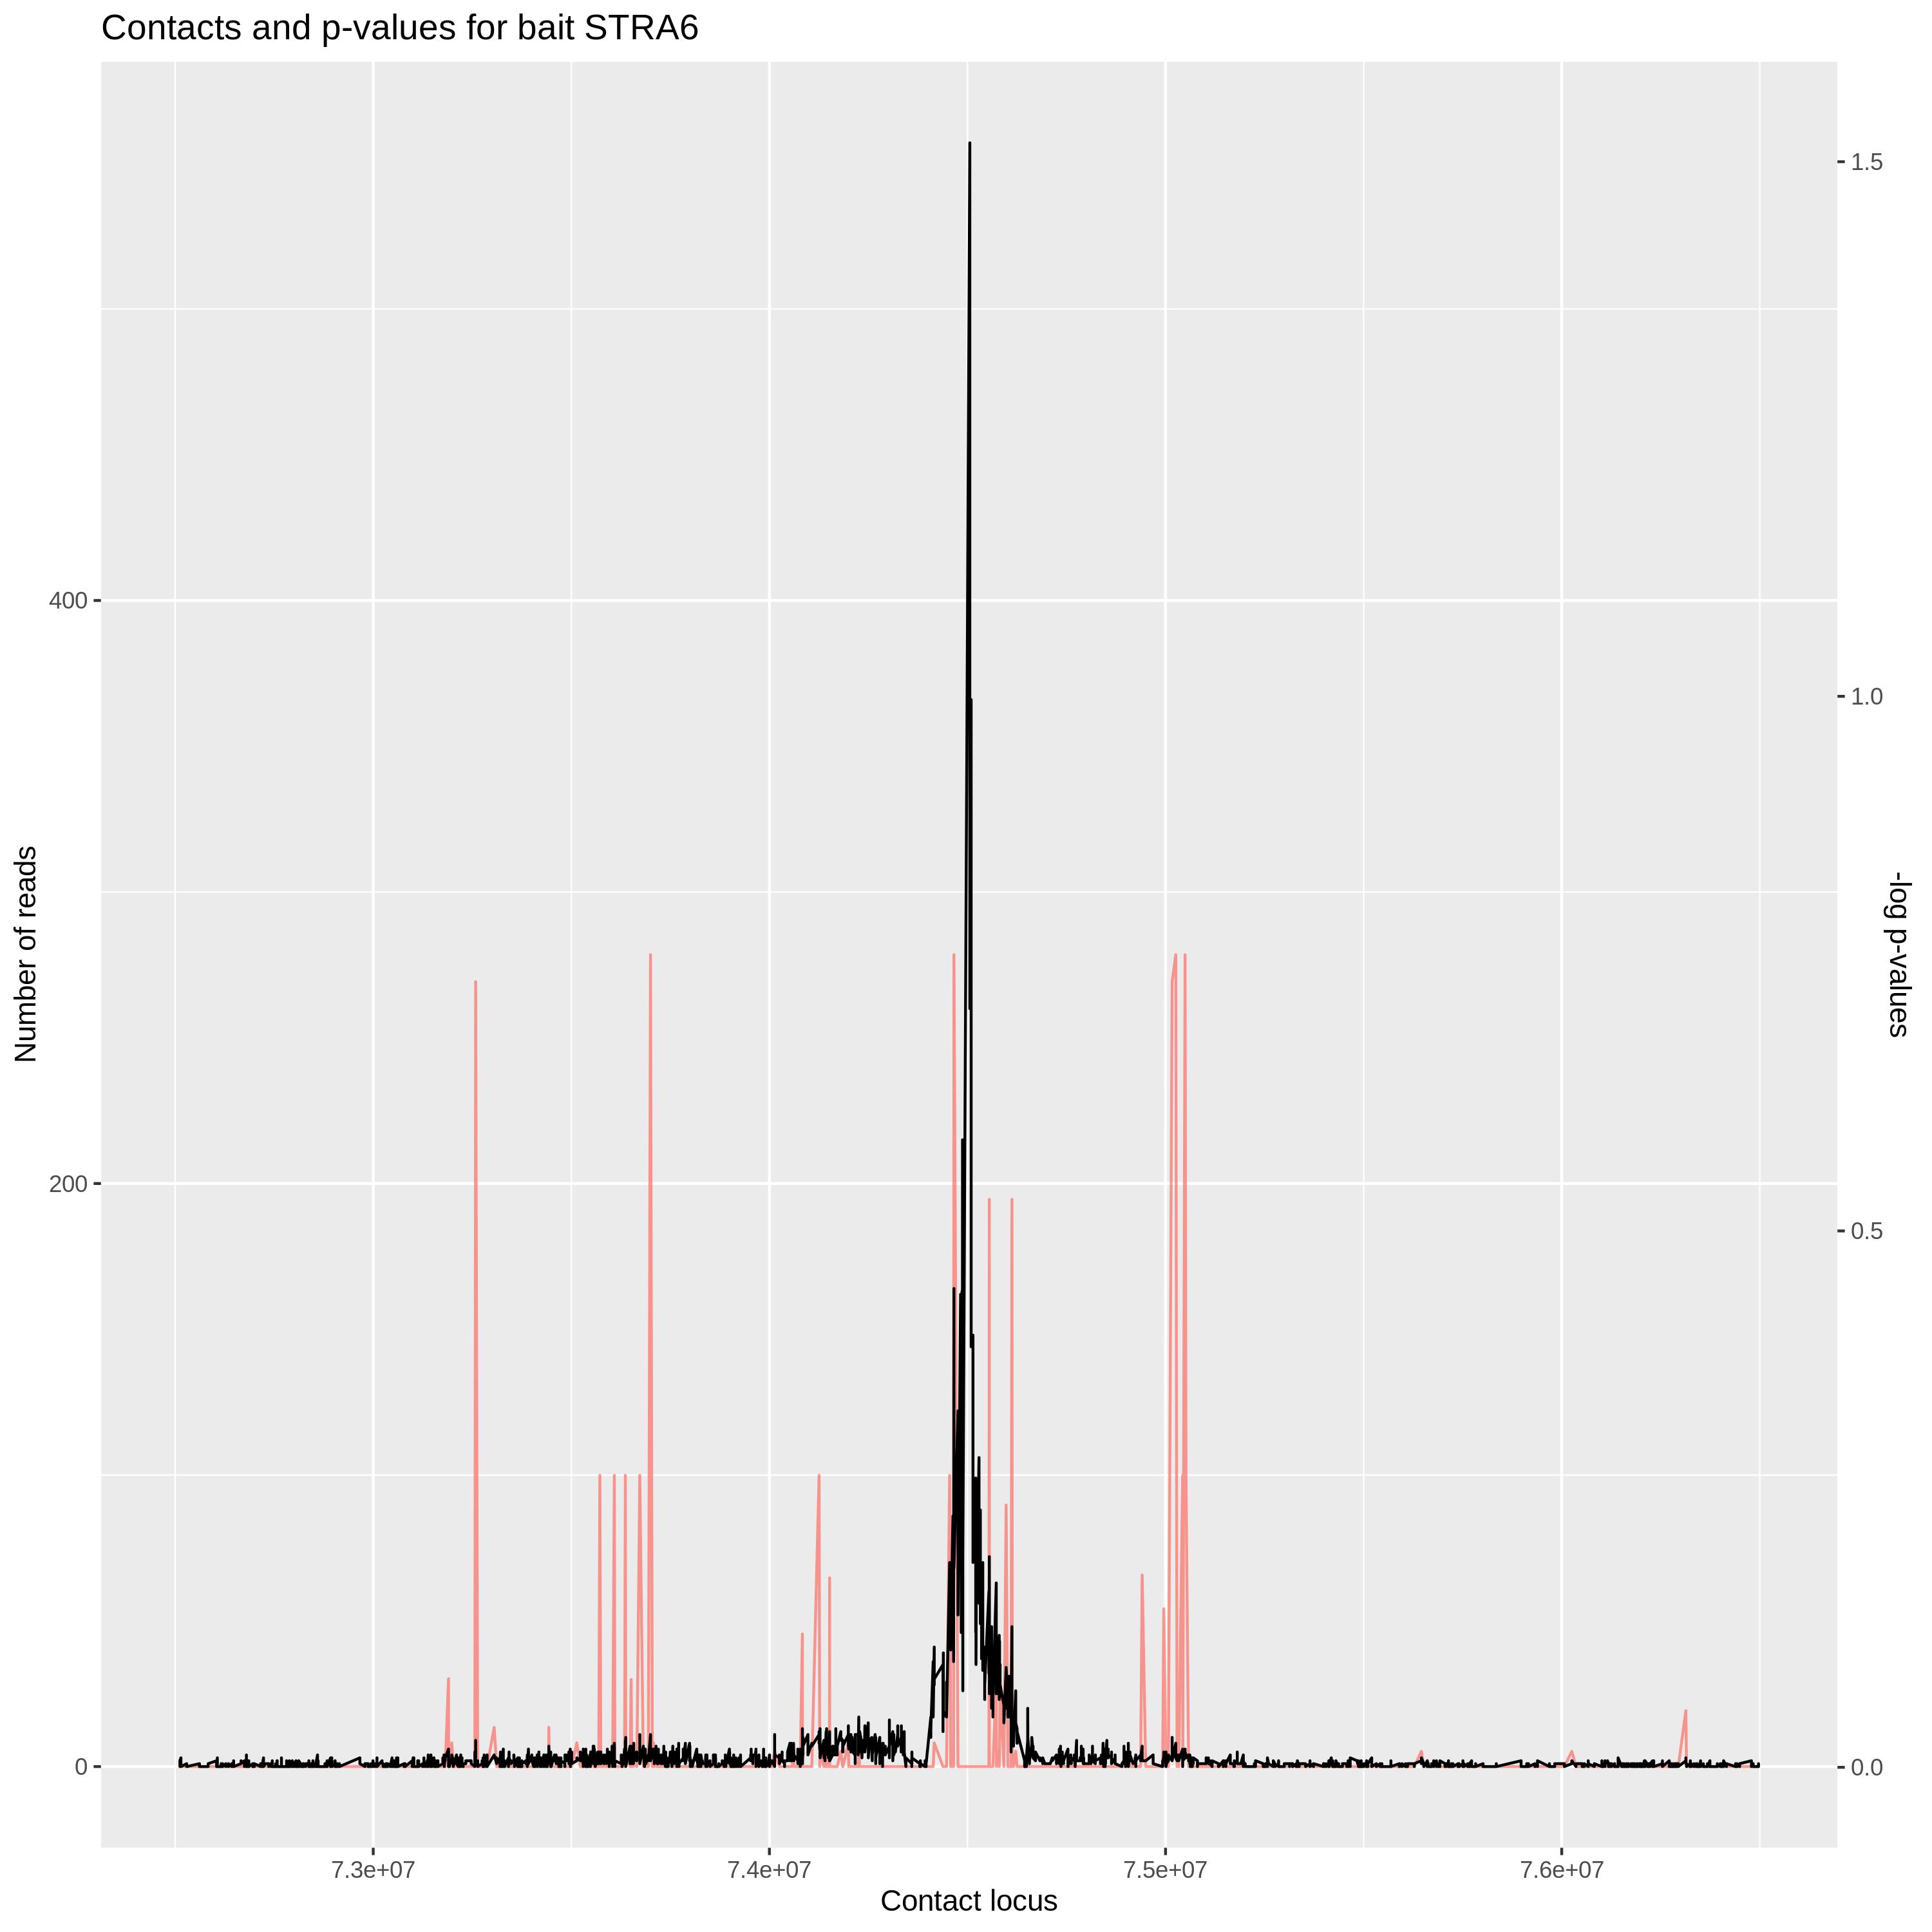 Contacts and p-values for bait STRA6
1.5
400
1.0
Number of reads
-log p-values
200
0.5
0
0.0
7.3e+07
7.4e+07
7.5e+07
7.6e+07
Contact locus